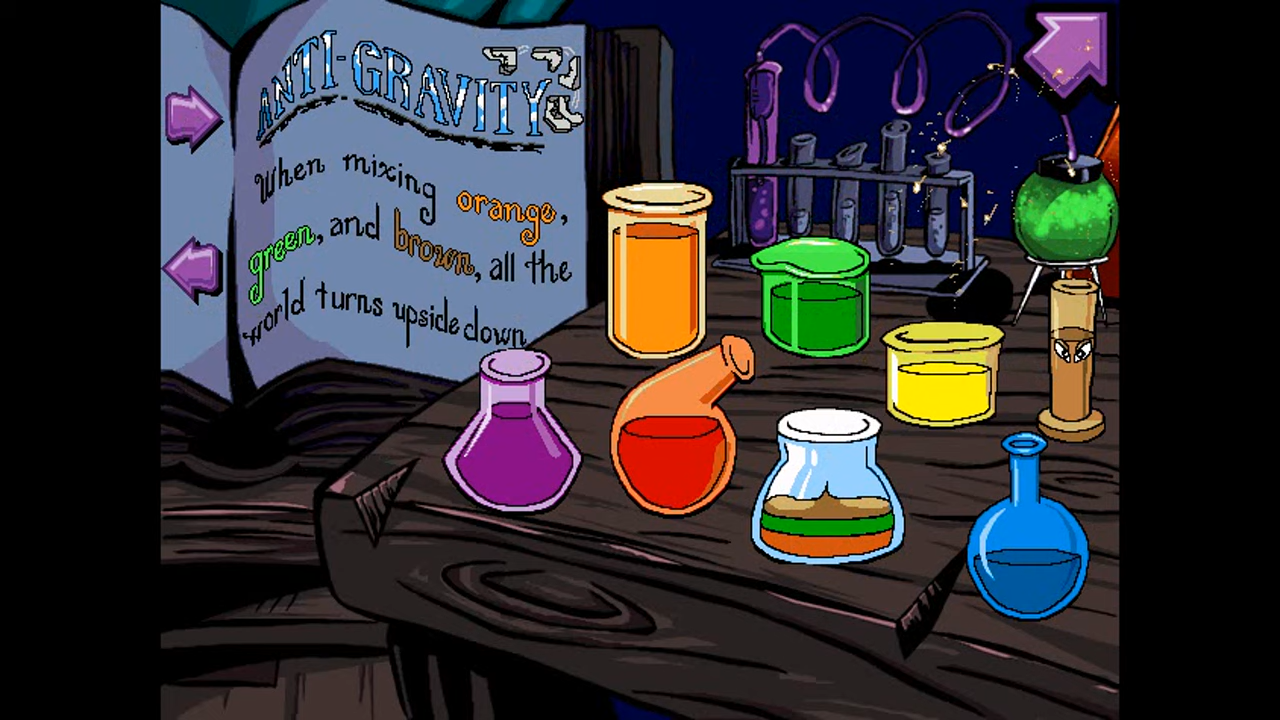 ANTI-GRAVITY
When mixing orange,
green, and brown, all the
world turns upside down